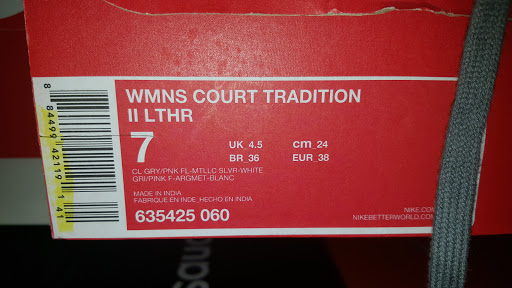 WMNS COURT TRADITION
II LTHR
7 UK 4.5 cm 24
BR 36 EUR 38
CL GRY/PNK FL-MTLLC SLVR-WHITE
GRI/PINK F-ARGMET-BLANC
MADE IN INDIA
FABRIQUE EN INDE_HECHO EN INDIA
635425 060
NIKE.COM
NIKEBETTERWORLD.COM
8 84499 42119 1 41